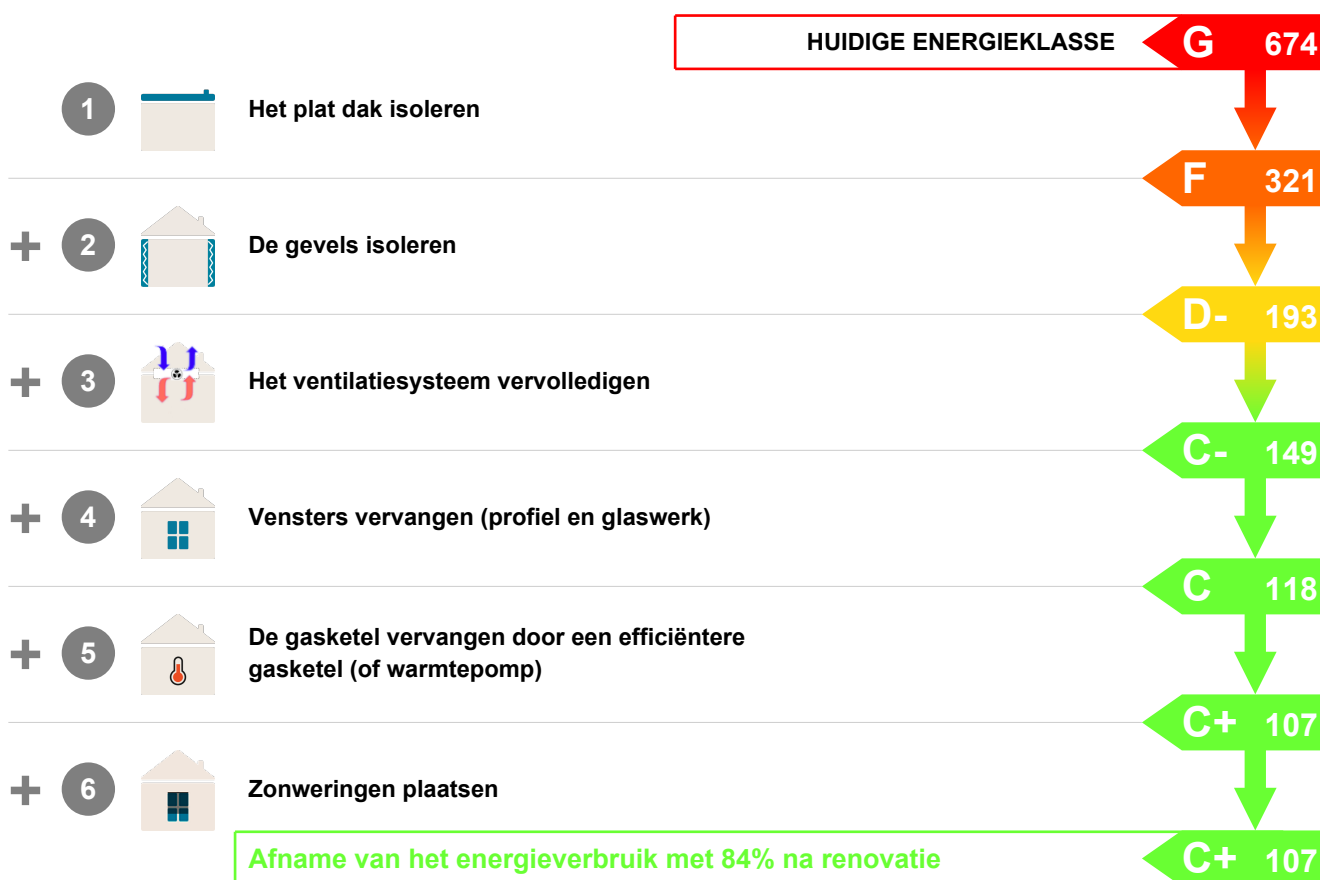 HUIDIGE ENERGIEKLASSE G 674
1 Het plat dak isoleren
F 321
+ 2 De gevels isoleren
D- 193
+ 3 Het ventilatiesysteem vervolledigen
C- 149
+ 4 Vensters vervangen (profiel en glaswerk)
C 118
+ 5 De gasketel vervangen door een efficiëntere
gasketel (of warmtepomp)
C+ 107
+ 6 Zonweringen plaatsen
Afname van het energieverbruik met 84% na renovatie C+ 107